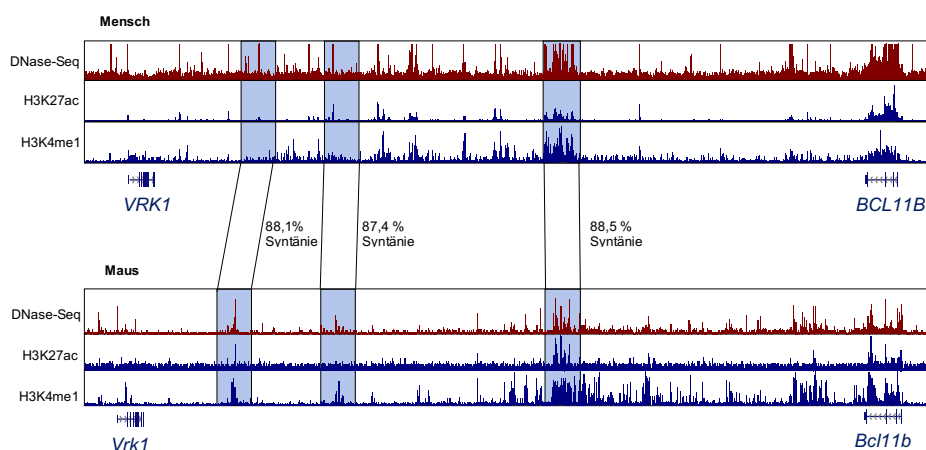 Mensch
DNase-Seq
H3K27ac
H3K4me1
VRK1
BCL11B
88,1%
Syntänie
87,4 %
Syntänie
88,5 %
Syntänie
Maus
DNase-Seq
H3K27ac
H3K4me1
Vrk1
Bcl11b